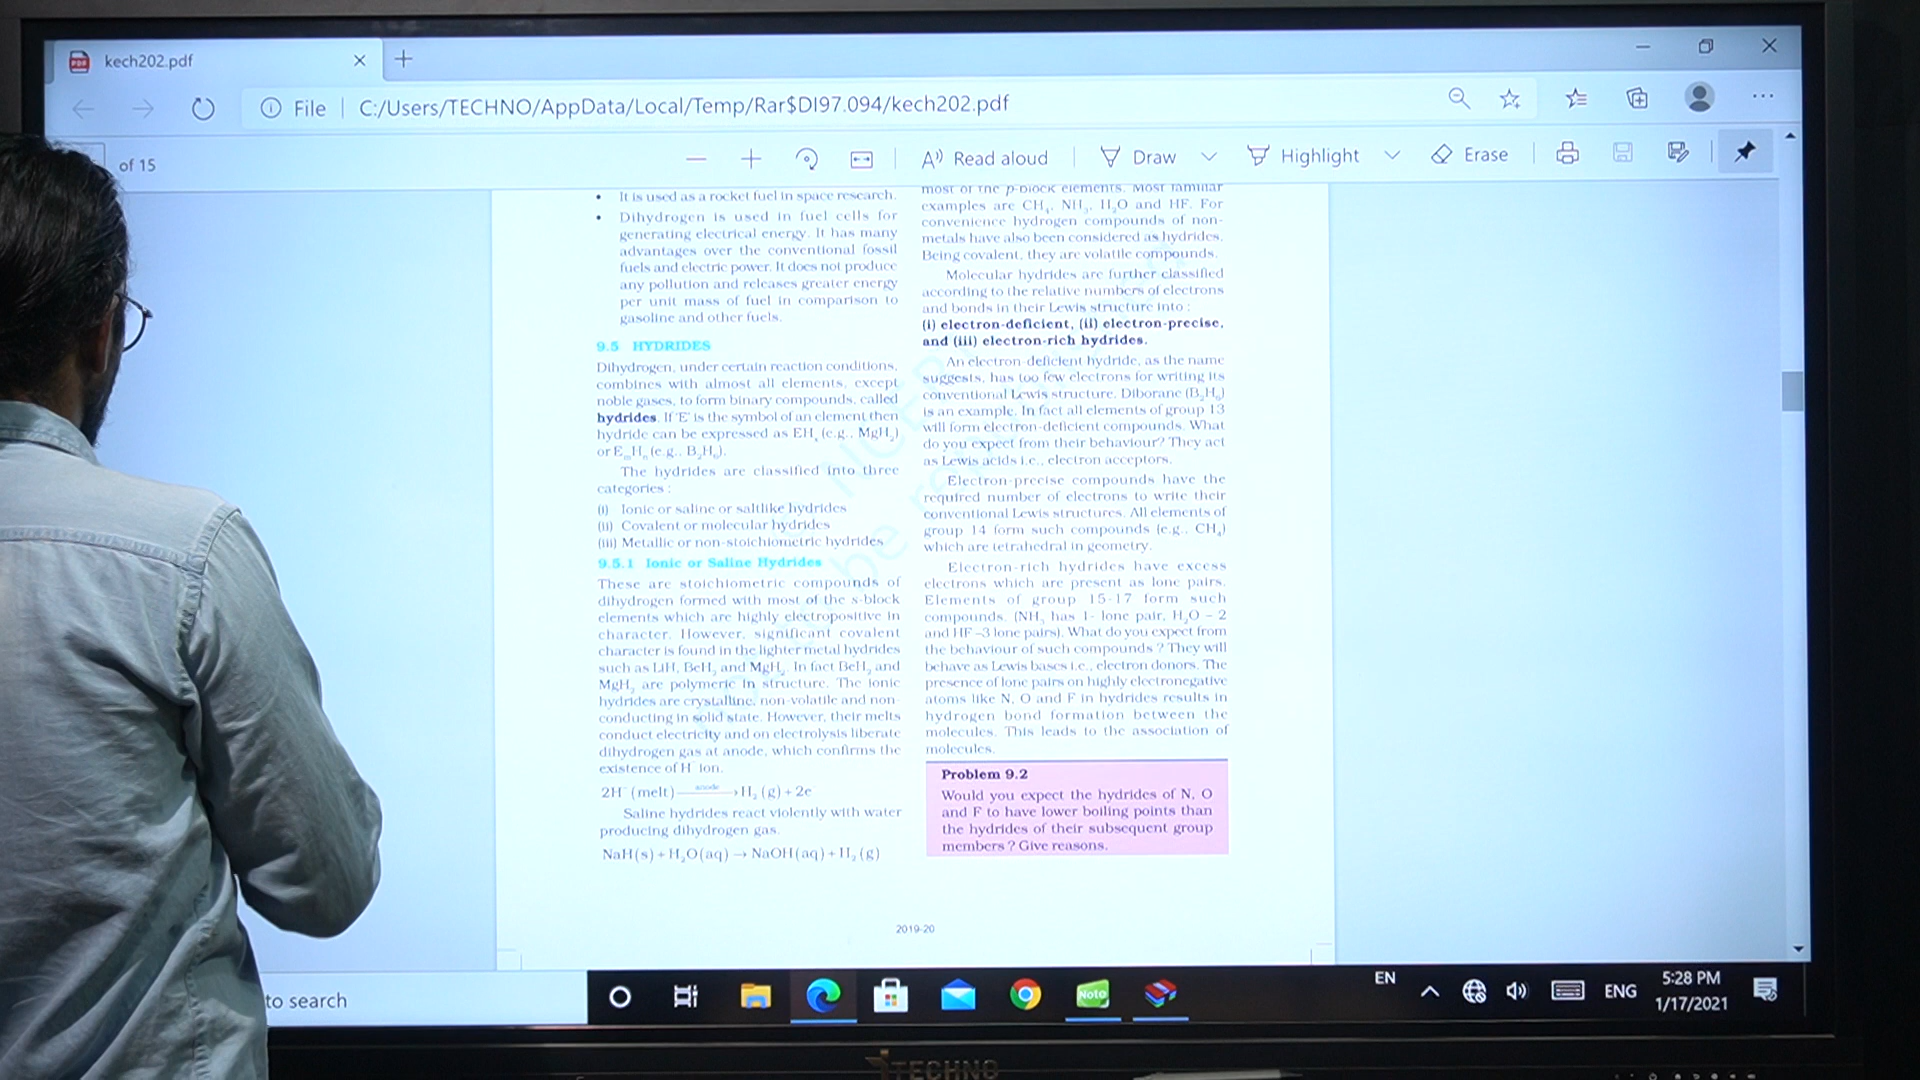 kech202.pdf
File
C:/Users/TECHNO/AppData/Local/Temp/Rar$DI97.094/kech202.pdf
of 15
Read aloud
Draw
Highlight
Erase
• It is used as a rocket fuel in space research.
• Dihydrogen is used in fuel cells for
generating electrical energy. It has many
advantages over the conventional fossil
fuels and electric power. It does not produce
any pollution and releases greater energy
per unit mass of fuel in comparison to
gasoline and other fuels.
9.5 HYDRIDES
Dihydrogen, under certain reaction conditions,
combines with almost all elements, except
noble gases, to form binary compounds, called
hydrides. If 'E' is the symbol of an element then
hydride can be expressed as EHₓ (e.g., MgH₂)
or EₘHₙ (e.g., B₂H₆).
The hydrides are classified into three
categories :
(i) Ionic or saline or saltlike hydrides
(ii) Covalent or molecular hydrides
(iii) Metallic or non-stoichiometric hydrides
9.5.1 Ionic or Saline Hydrides
These are stoichiometric compounds of
dihydrogen formed with most of the s-block
elements which are highly electropositive in
character. However, significant covalent
character is found in the lighter metal hydrides
such as LiH, BeH₂ and MgH₂. In fact BeH₂ and
MgH₂ are polymeric in structure. The ionic
hydrides are crystalline, non-volatile and non-
conducting in solid state. However, their melts
conduct electricity and on electrolysis liberate
dihydrogen gas at anode, which confirms the
existence of H⁻ ion.
2H⁻ (melt) anode → H₂ (g) + 2e
Saline hydrides react violently with water
producing dihydrogen gas.
NaH(s) + H₂O(aq) → NaOH(aq) + H₂ (g)
most of the p-block elements. Most familiar
examples are CH₄, NH₃, H₂O and HF. For
convenience hydrogen compounds of non-
metals have also been considered as hydrides.
Being covalent, they are volatile compounds.
Molecular hydrides are further classified
according to the relative numbers of electrons
and bonds in their Lewis structure into :
(i) electron-deficient, (ii) electron-precise,
and (iii) electron-rich hydrides.
An electron-deficient hydride, as the name
suggests, has too few electrons for writing its
conventional Lewis structure. Diborane (B₂H₆)
is an example. In fact all elements of group 13
will form electron-deficient compounds. What
do you expect from their behaviour? They act
as Lewis acids i.e., electron acceptors.
Electron-precise compounds have the
required number of electrons to write their
conventional Lewis structures. All elements of
group 14 form such compounds (e.g., CH₄)
which are tetrahedral in geometry.
Electron-rich hydrides have excess
electrons which are present as lone pairs.
Elements of group 15-17 form such
compounds. (NH₃ has 1- lone pair, H₂O – 2
and HF –3 lone pairs). What do you expect from
the behaviour of such compounds ? They will
behave as Lewis bases i.e., electron donors. The
presence of lone pairs on highly electronegative
atoms like N, O and F in hydrides results in
hydrogen bond formation between the
molecules. This leads to the association of
molecules.
Problem 9.2
Would you expect the hydrides of N, O
and F to have lower boiling points than
the hydrides of their subsequent group
members ? Give reasons.
2019-20
to search
Note
EN
ENG
5:28 PM
1/17/2021
TECHNO